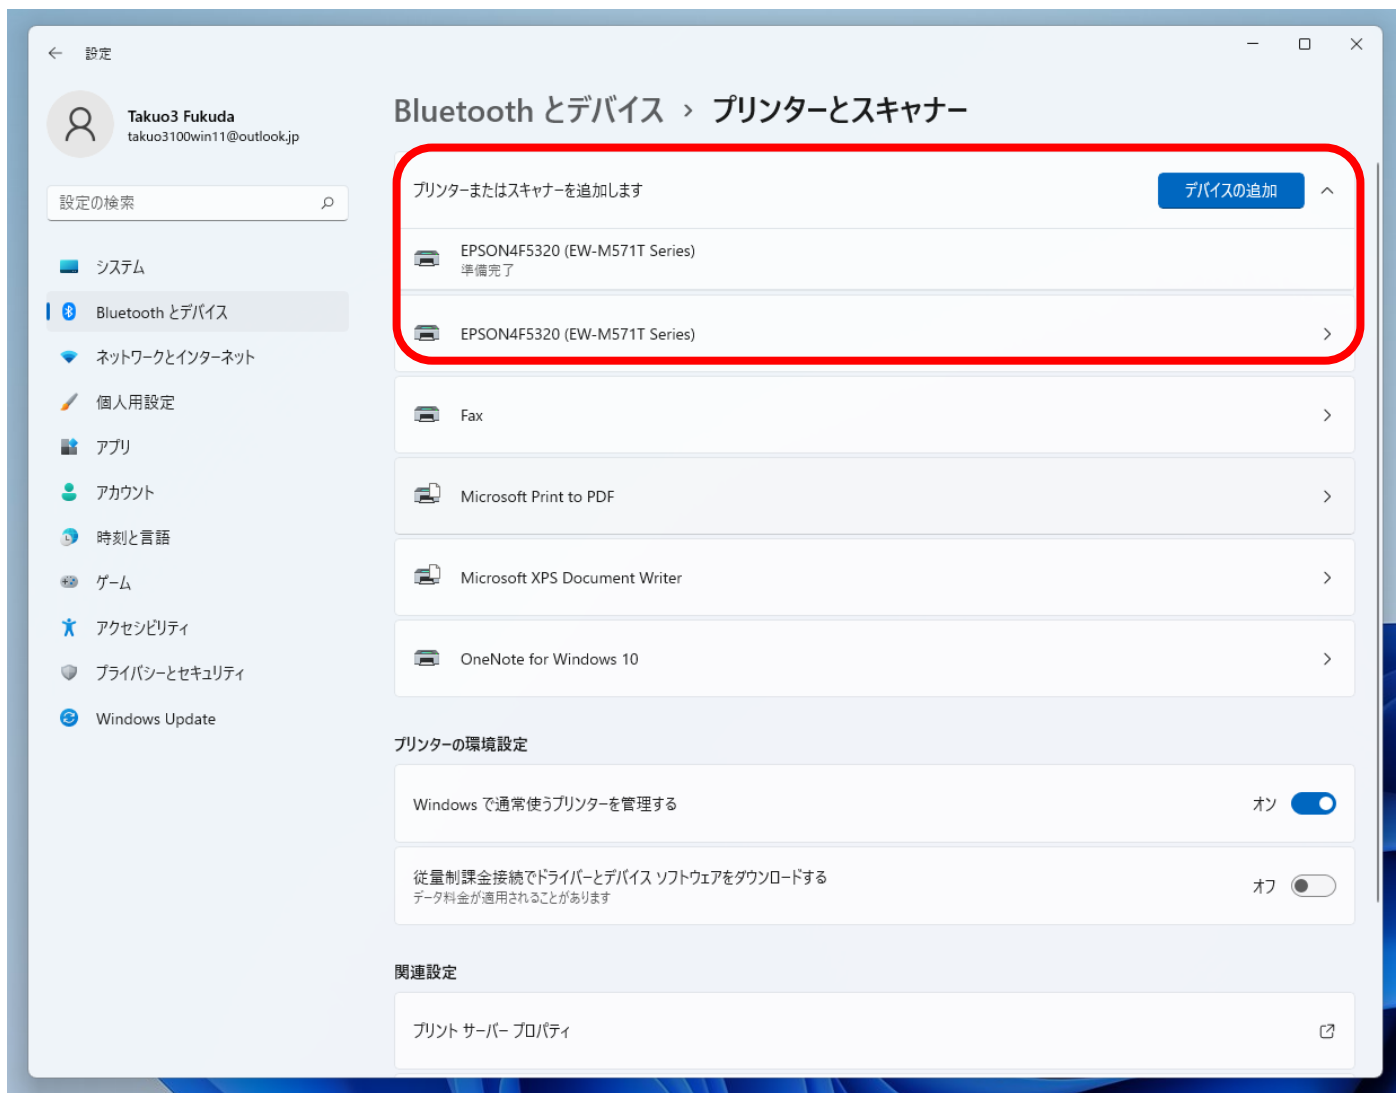 設定
Takuo3 Fukuda
takuo3100win11@outlook.jp
設定の検索
システム
Bluetooth とデバイス
ネットワークとインターネット
個人用設定
アプリ
アカウント
時刻と言語
ゲーム
アクセシビリティ
プライバシーとセキュリティ
Windows Update
Bluetooth とデバイス › プリンターとスキャナー
プリンターまたはスキャナーを追加します
デバイスの追加
EPSON4F5320 (EW-M571T Series)
準備完了
EPSON4F5320 (EW-M571T Series)
Fax
Microsoft Print to PDF
Microsoft XPS Document Writer
OneNote for Windows 10
プリンターの環境設定
Windows で通常使うプリンターを管理する
オン
従量制課金接続でドライバーとデバイス ソフトウェアをダウンロードする
データ料金が適用されることがあります
オフ
関連設定
プリント サーバー プロパティ